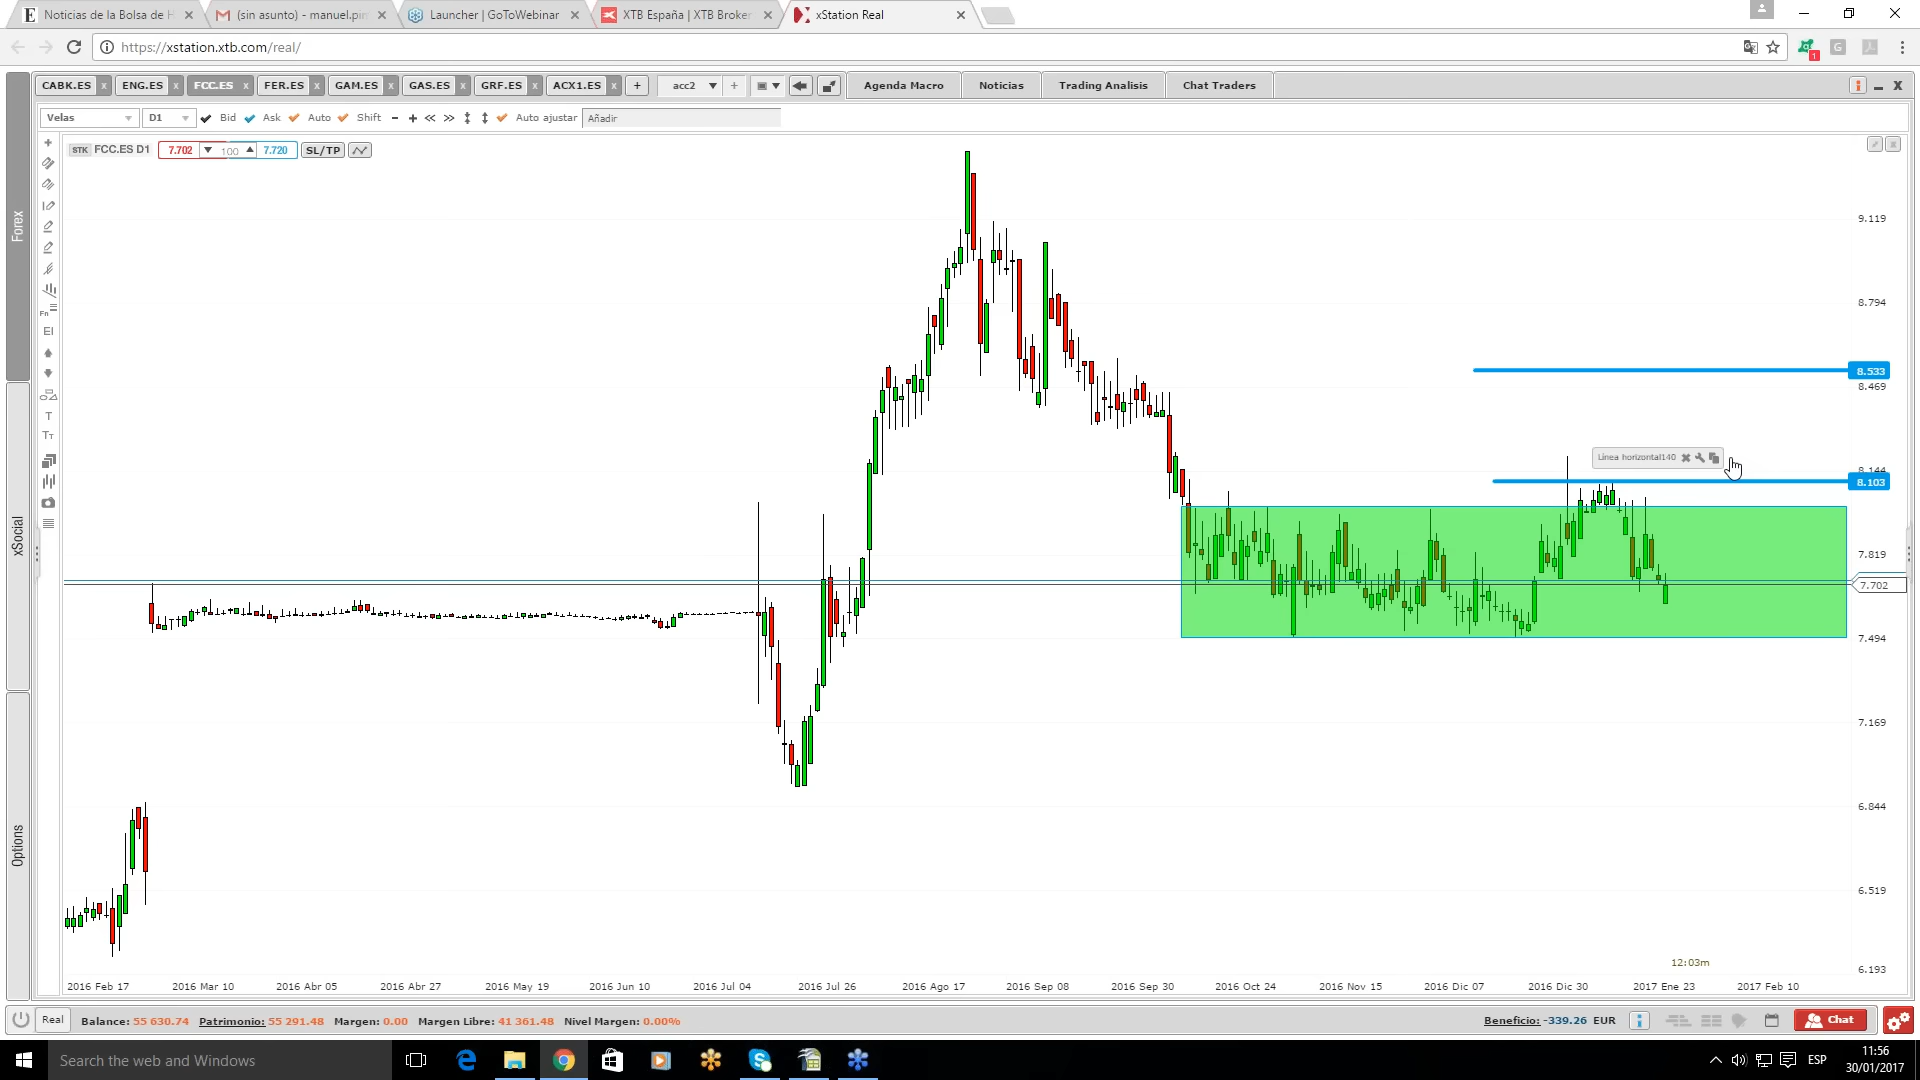 Noticias de la Bolsa de H
(sin asunto) - manuel.pin
Launcher | GoToWebinar
XTB España | XTB Broker
xStation Real
https://xstation.xtb.com/real/
CABK.ES x
ENG.ES x
FCC.ES x
FER.ES x
GAM.ES x
GAS.ES x
GRF.ES x
ACX1.ES x
+
acc2
+
Agenda Macro
Noticias
Trading Analisis
Chat Traders
Velas
D1
Bid
Ask
Auto
Shift
Auto ajustar
Añadir
STK FCC.ES D1
7.702
100
7.720
SL/TP
Forex
xSocial
Options
Fn
EI
T
TT
9.119
8.794
8.533
8.469
Línea horizontal140
8.144
8.103
7.819
7.702
7.494
7.169
6.844
6.519
6.193
12:03m
2016 Feb 17
2016 Mar 10
2016 Abr 05
2016 Abr 27
2016 May 19
2016 Jun 10
2016 Jul 04
2016 Jul 26
2016 Ago 17
2016 Sep 08
2016 Sep 30
2016 Oct 24
2016 Nov 15
2016 Dic 07
2016 Dic 30
2017 Ene 23
2017 Feb 10
Real
Balance: 55 630.74
Patrimonio: 55 291.48
Margen: 0.00
Margen Libre: 41 361.48
Nivel Margen: 0.00%
Beneficio: -339.26 EUR
Chat
Search the web and Windows
ESP
11:56
30/01/2017